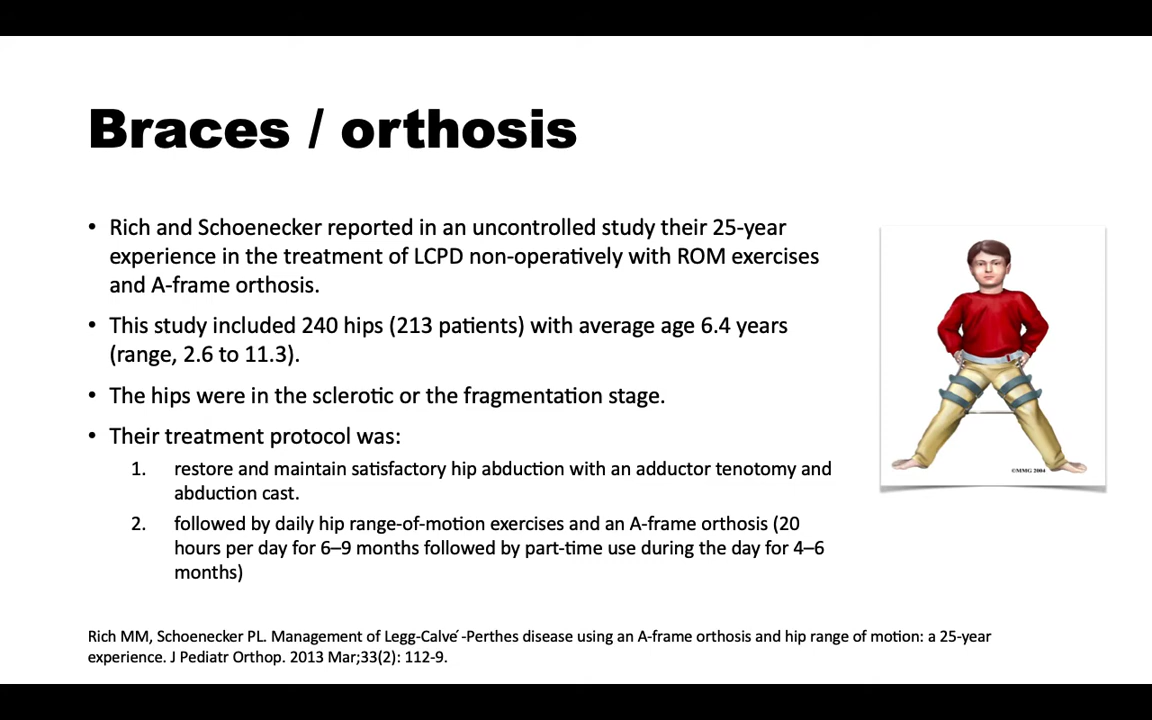 Braces / orthosis
• Rich and Schoenecker reported in an uncontrolled study their 25-year
experience in the treatment of LCPD non-operatively with ROM exercises
and A-frame orthosis.
• This study included 240 hips (213 patients) with average age 6.4 years
(range, 2.6 to 11.3).
• The hips were in the sclerotic or the fragmentation stage.
• Their treatment protocol was:
1. restore and maintain satisfactory hip abduction with an adductor tenotomy and
abduction cast.
2. followed by daily hip range-of-motion exercises and an A-frame orthosis (20
hours per day for 6–9 months followed by part-time use during the day for 4–6
months)
©MMG 2004
Rich MM, Schoenecker PL. Management of Legg-Calve ́-Perthes disease using an A-frame orthosis and hip range of motion: a 25-year
experience. J Pediatr Orthop. 2013 Mar;33(2): 112-9.